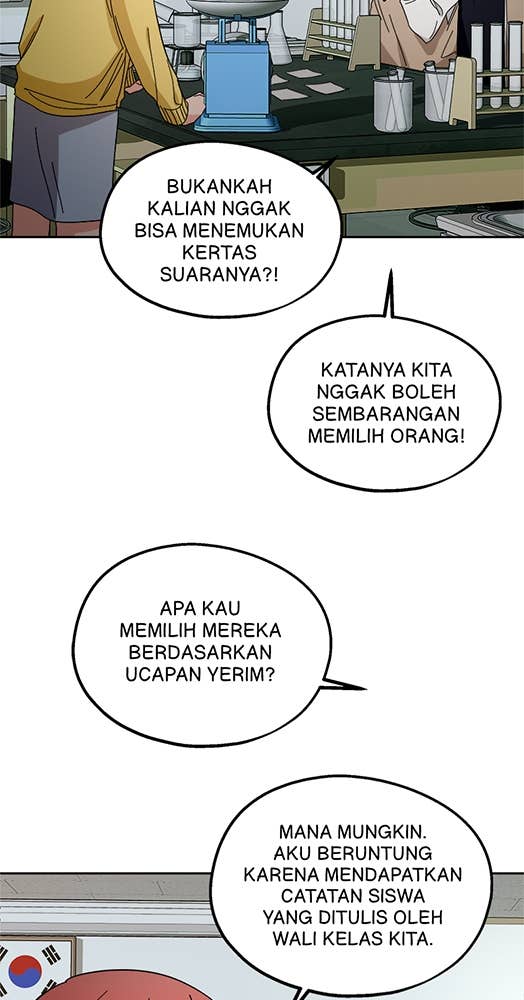 BUKANKAH
KALIAN NGGAK
BISA MENEMUKAN
KERTAS
SUARANYA?!
KATANYA KITA
NGGAK BOLEH
SEMBARANGAN
MEMILIH ORANG!
APA KAU
MEMILIH MEREKA
BERDASARKAN
UCAPAN YERIM?
MANA MUNGKIN.
AKU BERUNTUNG
KARENA MENDAPATKAN
CATATAN SISWA
YANG DITULIS OLEH
WALI KELAS KITA.